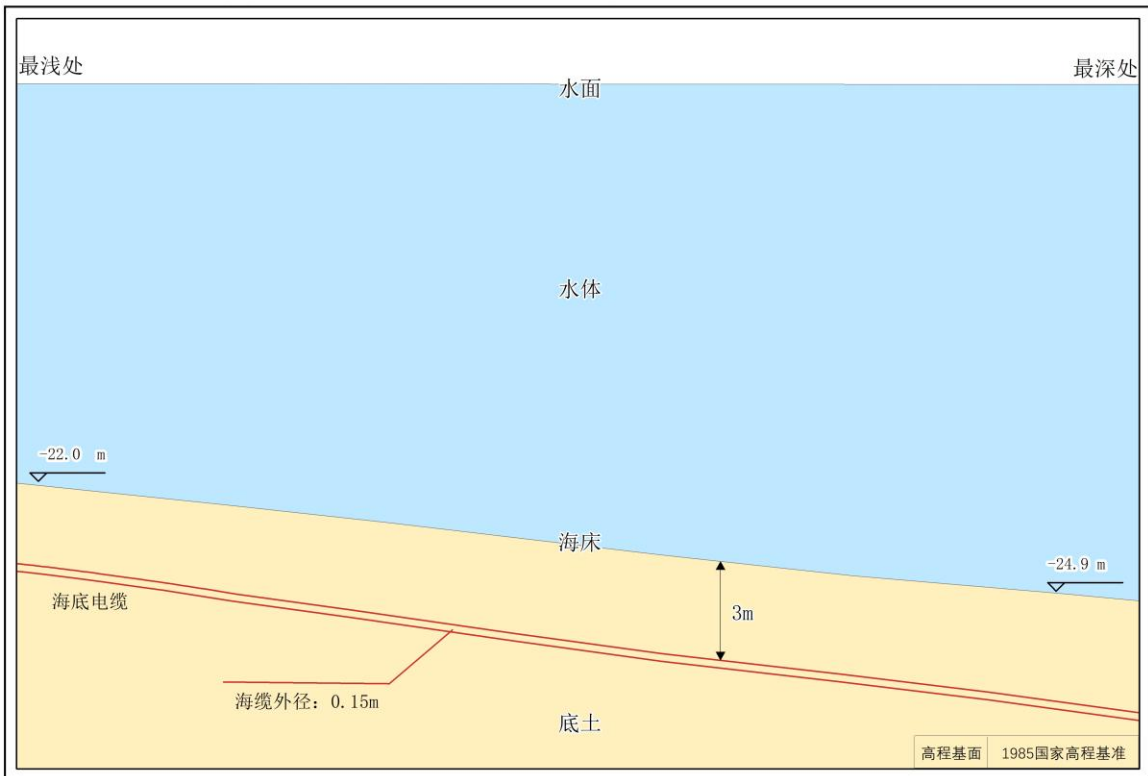 最浅处
最深处
水面
水体
-22.0 m
海床
-24.9 m
海底电缆
3m
海缆外径：0.15m
底土
高程基面 1985国家高程基准